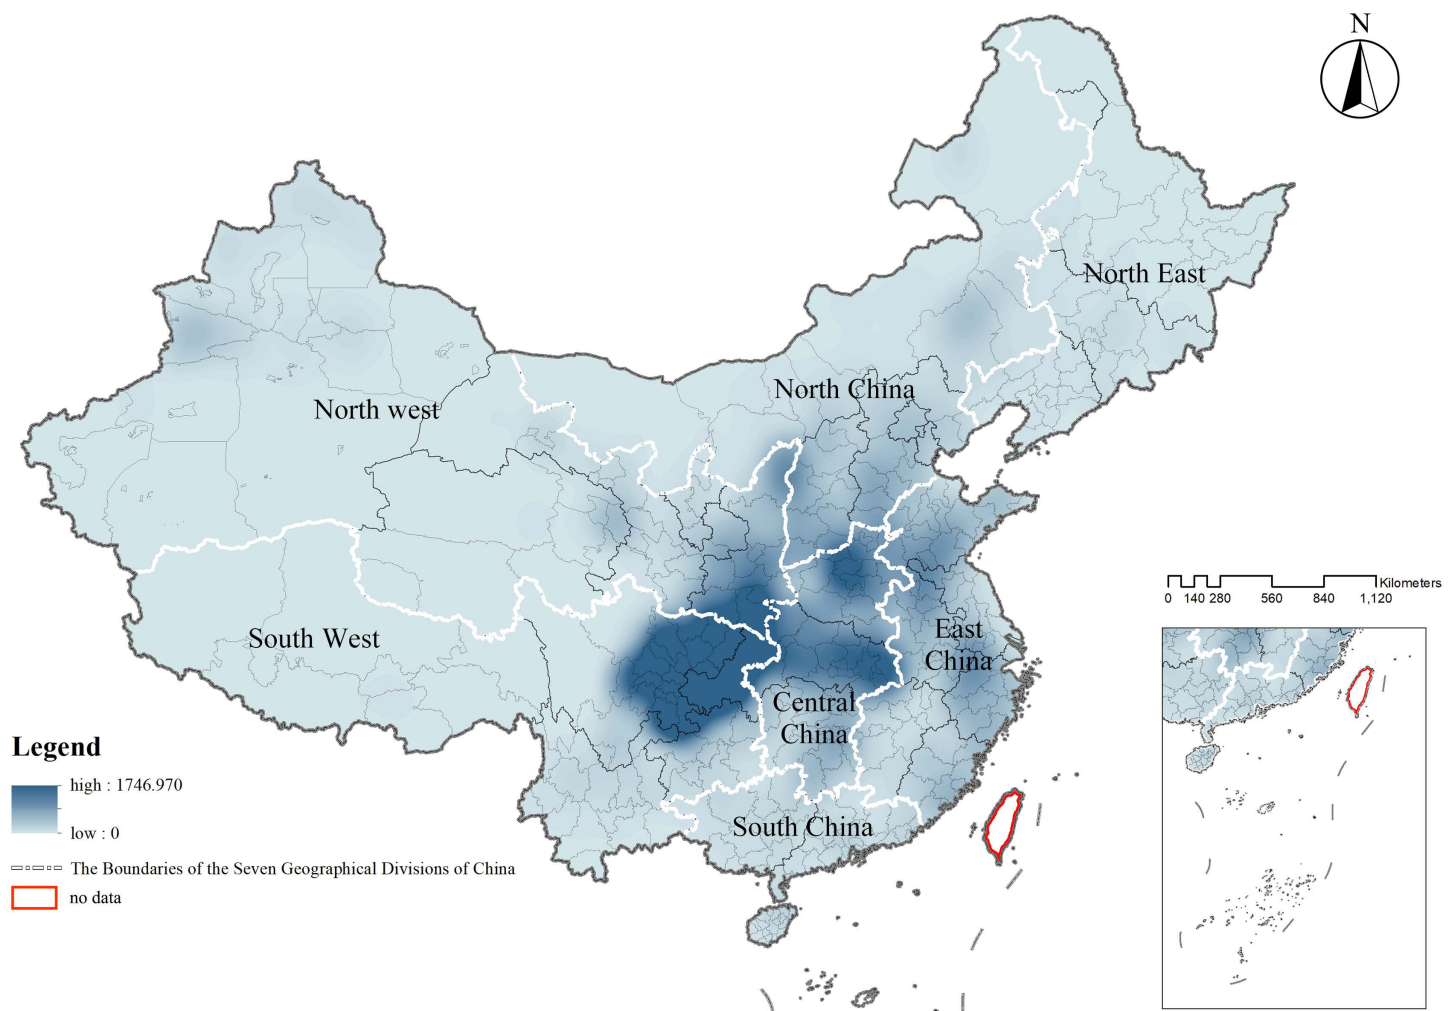 N
North East
North China
North west
South West
East
China
Central
China
South China
Legend
high : 1746.970
low : 0
The Boundaries of the Seven Geographical Divisions of China
no data
Kilometers
0 140 280 560 840 1,120